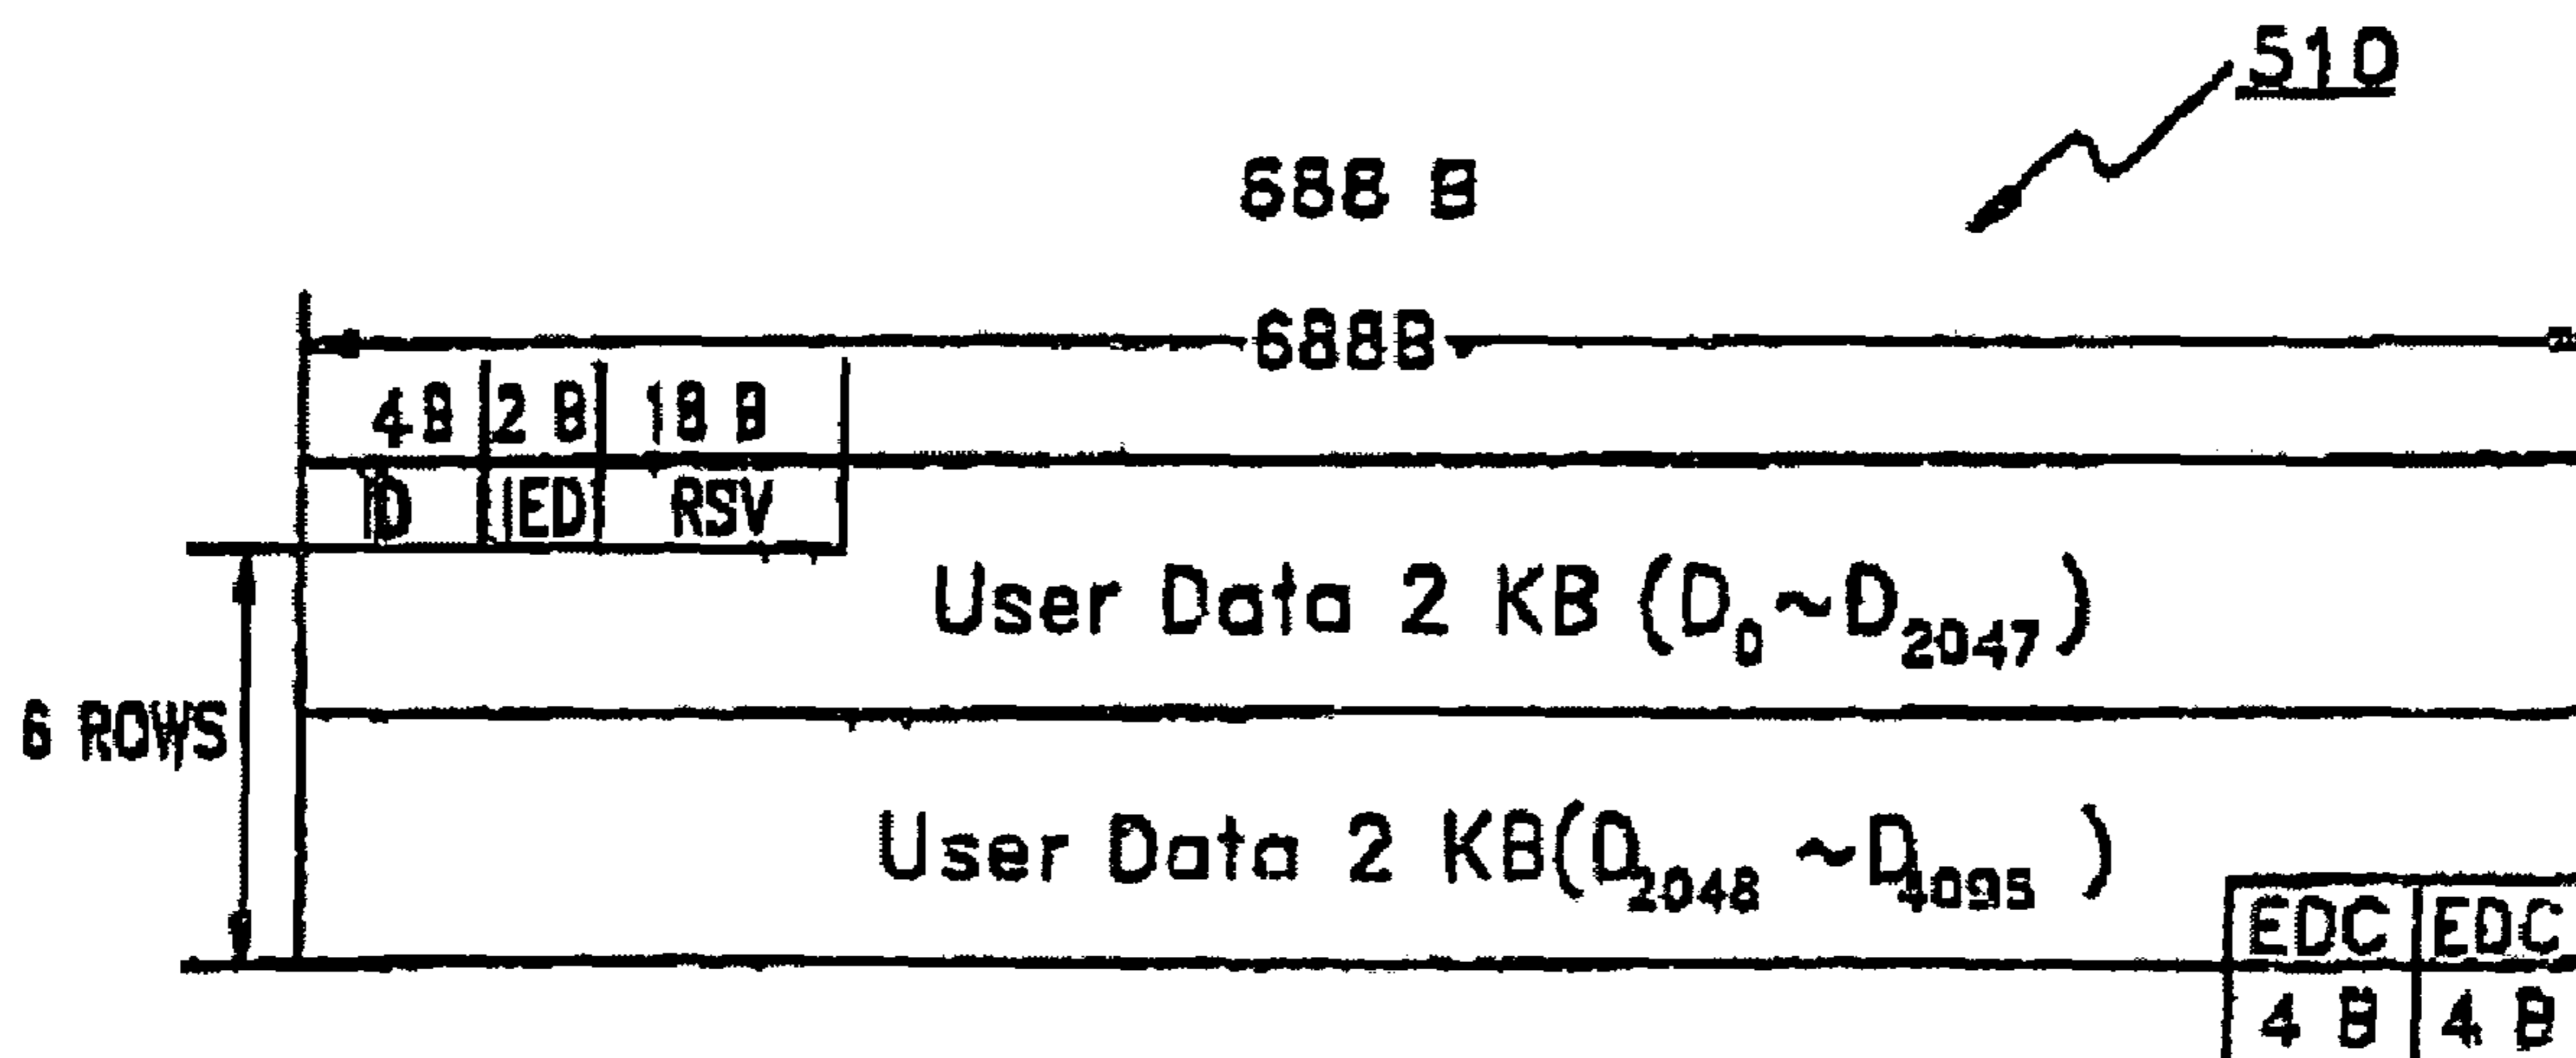 510
688 B
688B
4B 2 B 18 B
ID IED RSV
User Data 2 KB (D0~D2047)
6 ROWS
User Data 2 KB(D2048 ~D4095 )
EDC EDC
4 B 4 B